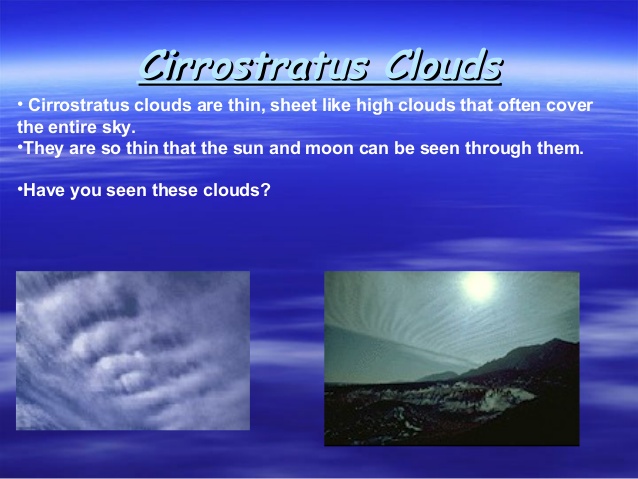 Cirrostratus Clouds
• Cirrostratus clouds are thin, sheet like high clouds that often cover
the entire sky.
•They are so thin that the sun and moon can be seen through them.
•Have you seen these clouds?